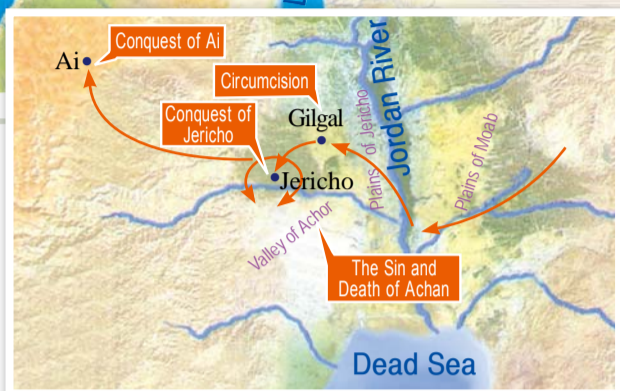 Conquest of Ai
Ai
Circumcision
Conquest of
Jericho
Gilgal
Jericho
Plains of Jericho
Jordan River
Plains of Moab
Valley of Achor
The Sin and
Death of Achan
Dead Sea